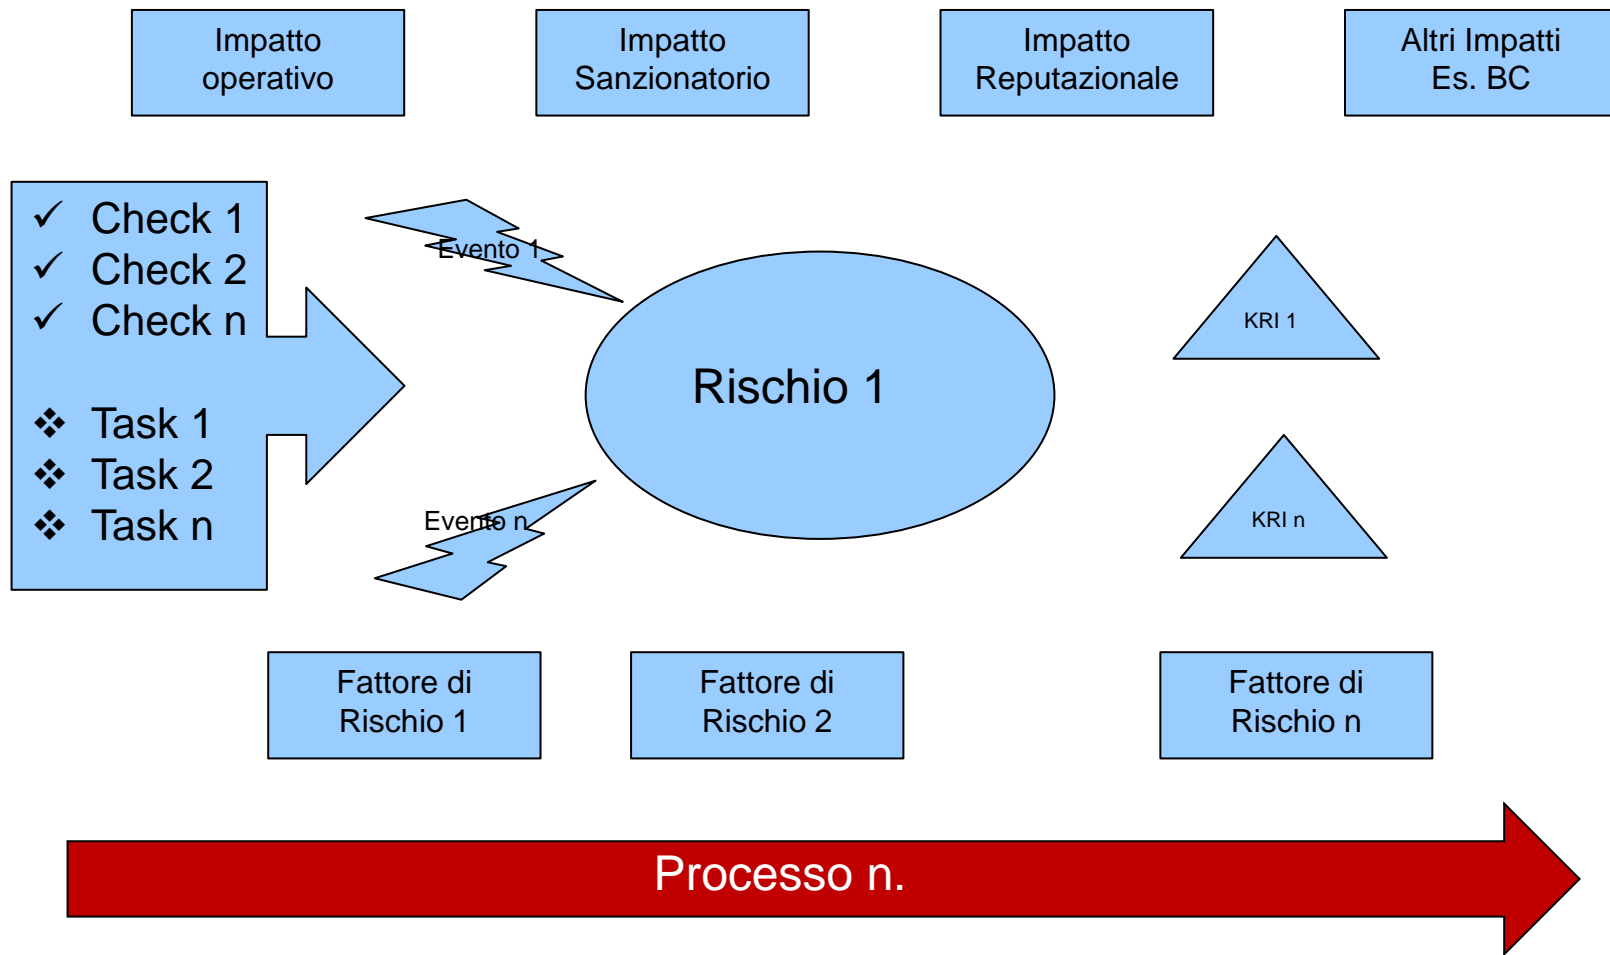 Impatto
operativo
Impatto
Sanzionatorio
Impatto
Reputazionale
Altri Impatti
Es. BC
✓ Check 1
✓ Check 2
✓ Check n
❖ Task 1
❖ Task 2
❖ Task n
Evento 1
Evento n
Rischio 1
KRI 1
KRI n
Fattore di
Rischio 1
Fattore di
Rischio 2
Fattore di
Rischio n
Processo n.